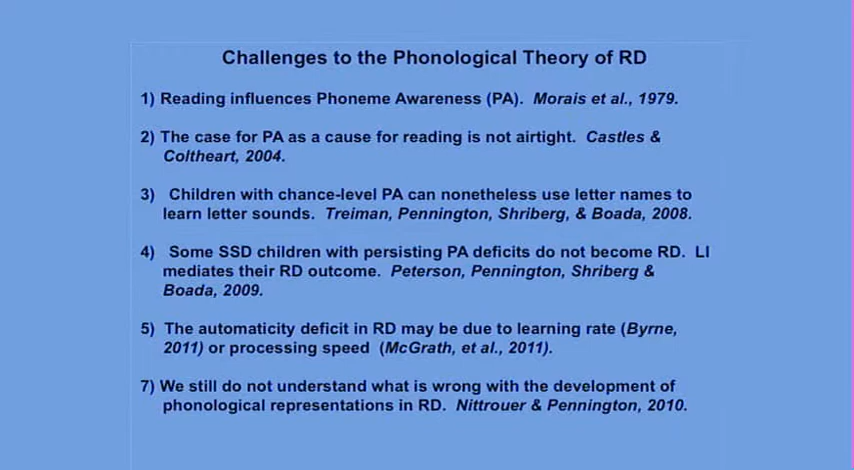 Challenges to the Phonological Theory of RD
1) Reading influences Phoneme Awareness (PA). Morais et al., 1979.
2) The case for PA as a cause for reading is not airtight. Castles &
Coltheart, 2004.
3) Children with chance-level PA can nonetheless use letter names to
learn letter sounds. Treiman, Pennington, Shriberg, & Boada, 2008.
4) Some SSD children with persisting PA deficits do not become RD. LI
mediates their RD outcome. Peterson, Pennington, Shriberg &
Boada, 2009.
5) The automaticity deficit in RD may be due to learning rate (Byrne,
2011) or processing speed (McGrath, et al., 2011).
7) We still do not understand what is wrong with the development of
phonological representations in RD. Nittrouer & Pennington, 2010.